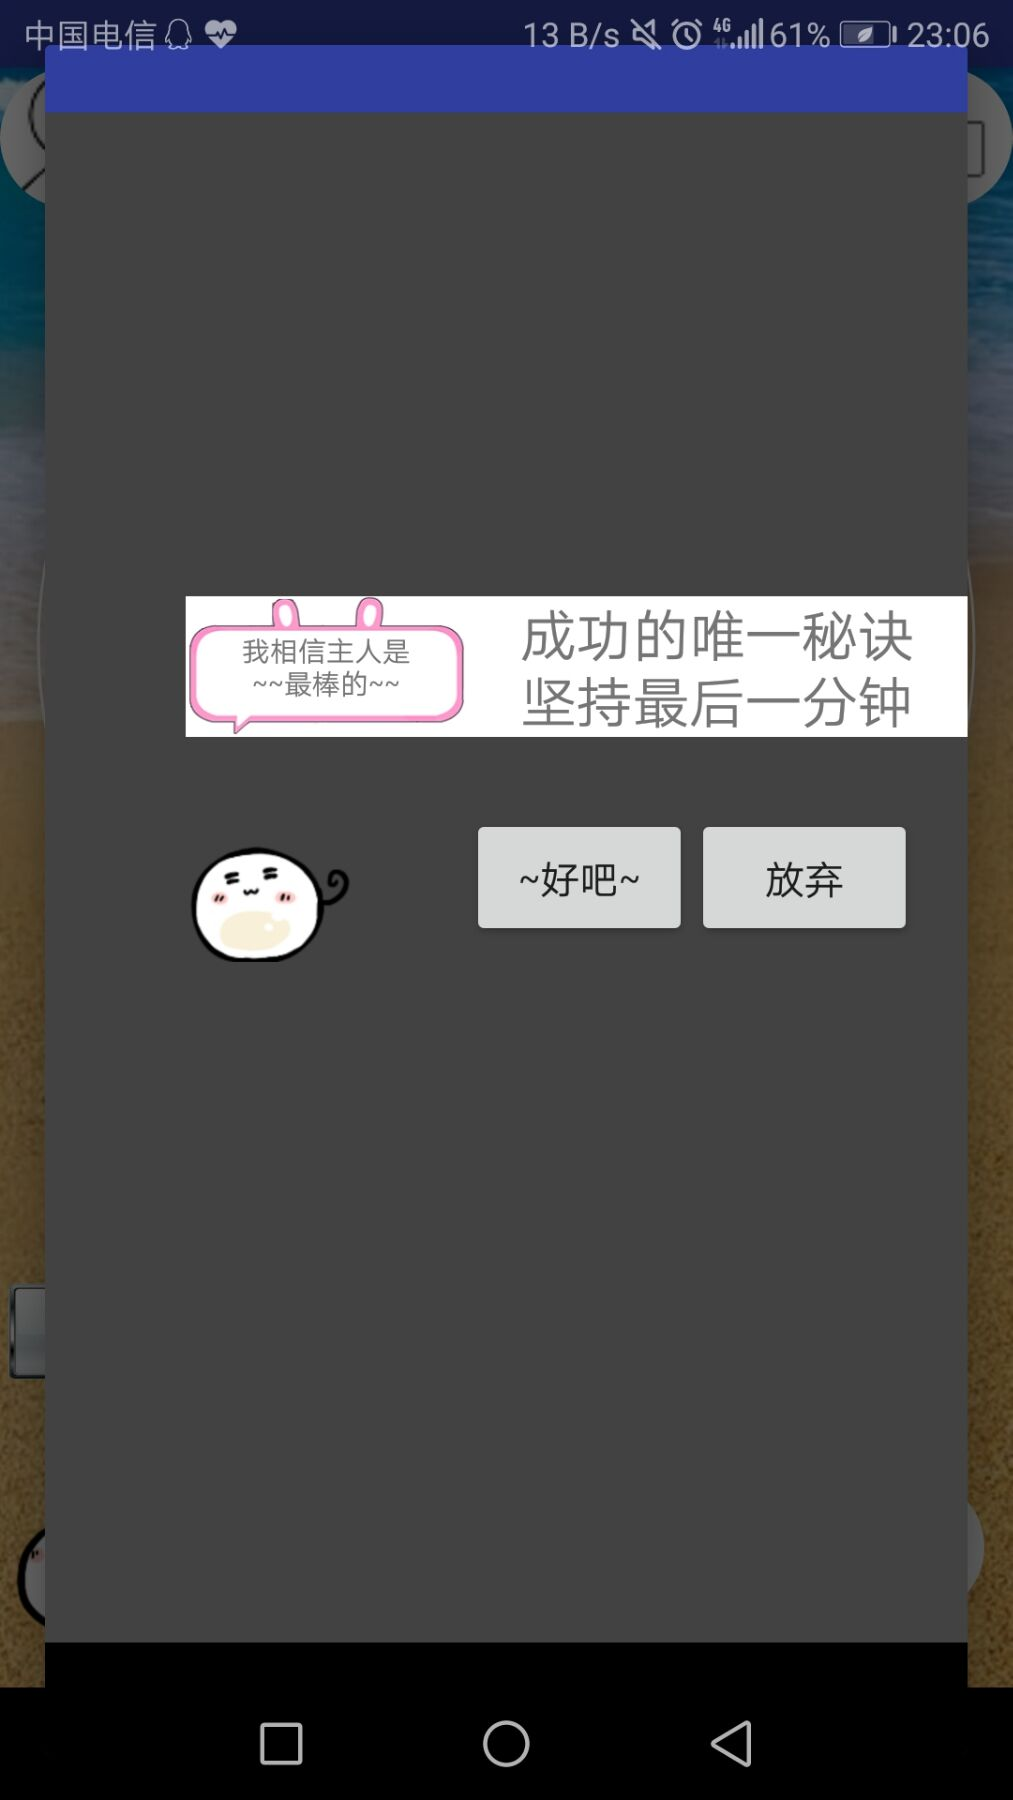 中国电信 13 B/s 4G 61% 23:06
我相信主人是
~~最棒的~~
成功的唯一秘诀
坚持最后一分钟
~好吧~ 放弃